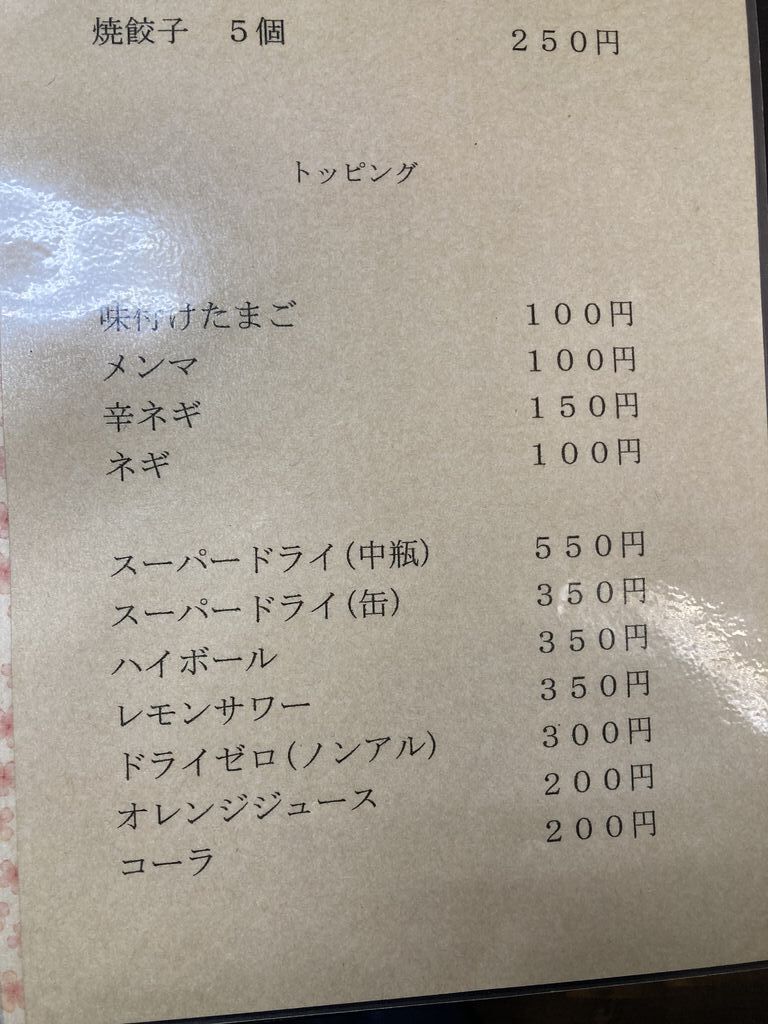 焼餃子　５個　２５０円
トッピング
味付けたまご　１００円
メンマ　１００円
辛ネギ　１５０円
ネギ　１００円
スーパードライ(中瓶)　５５０円
スーパードライ(缶)　３５０円
ハイボール　３５０円
レモンサワー　３５０円
ドライゼロ(ノンアル)　３００円
オレンジジュース　２００円
コーラ　２００円